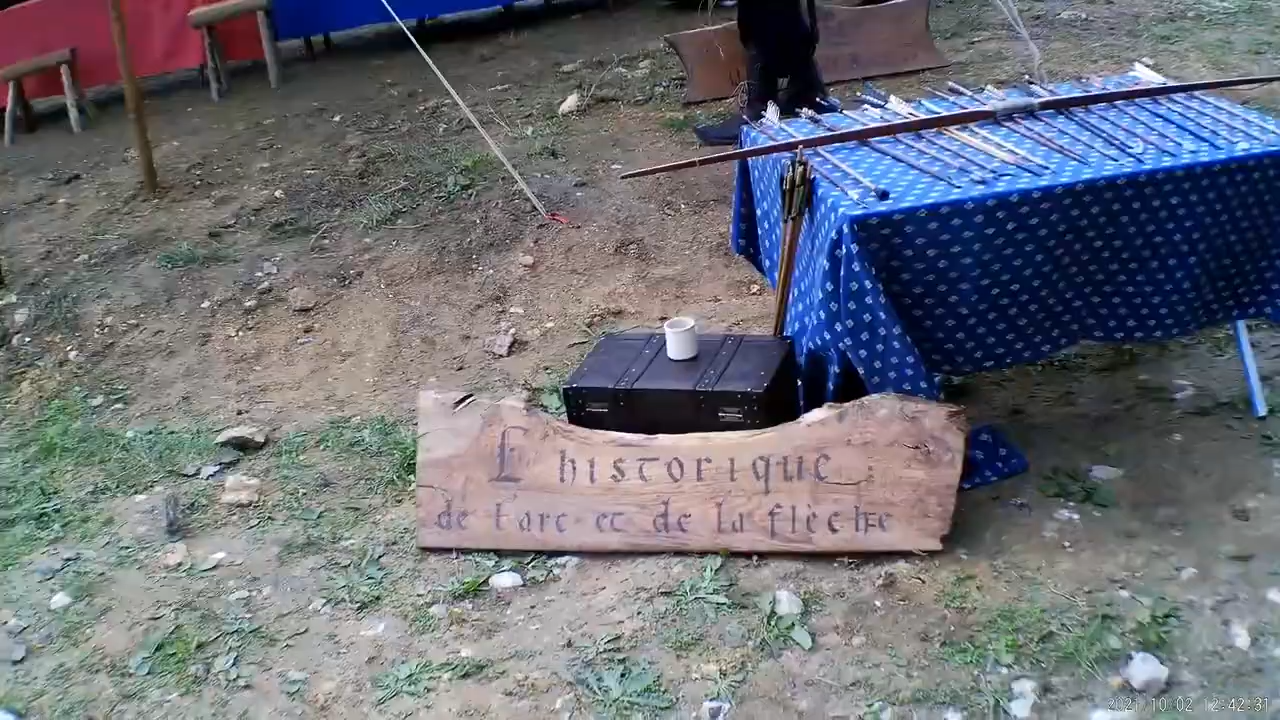 L'historique :
de l'arc et de la flèche
2021/10/02 12:42:31